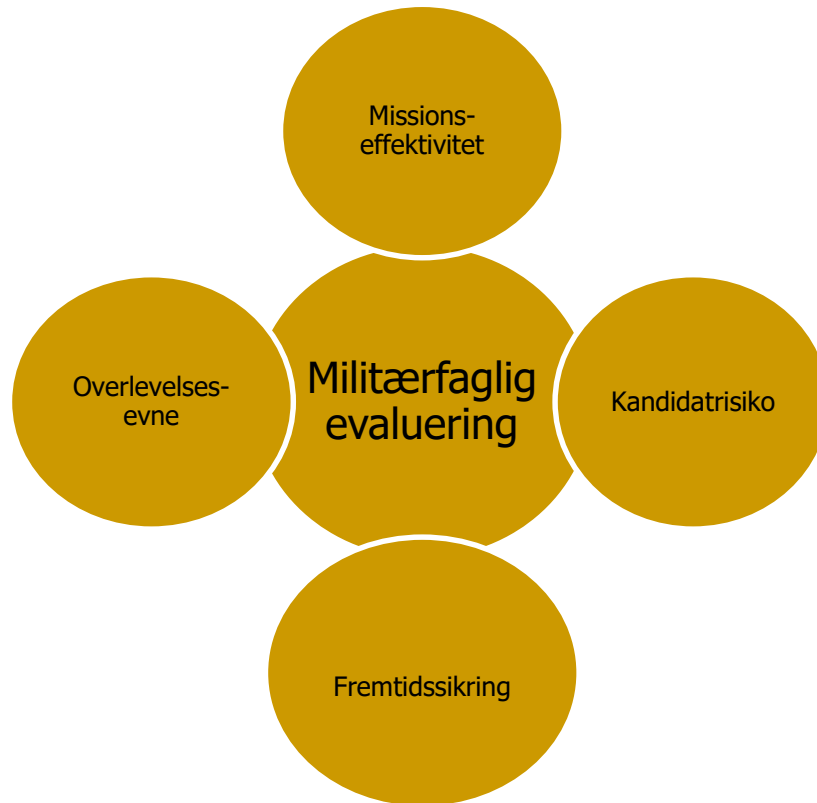 Missions-
effektivitet
Overlevelses-
evne
Militærfaglig
evaluering
Kandidatrisiko
Fremtidssikring